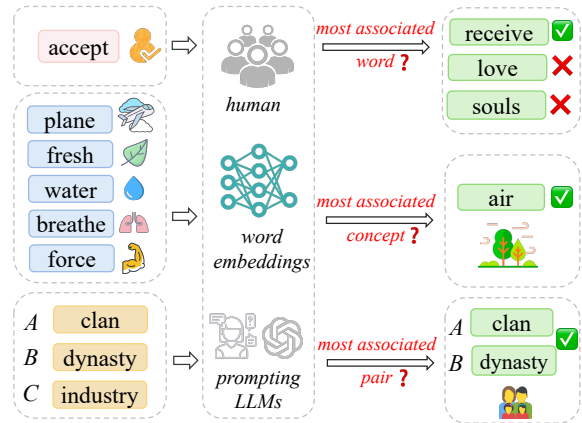 accept
human
most associated
word ?
receive
love
souls
plane
fresh
water
breathe
force
word
embeddings
most associated
concept ?
air
A clan
B dynasty
C industry
prompting
LLMs
most associated
pair ?
A clan
B dynasty